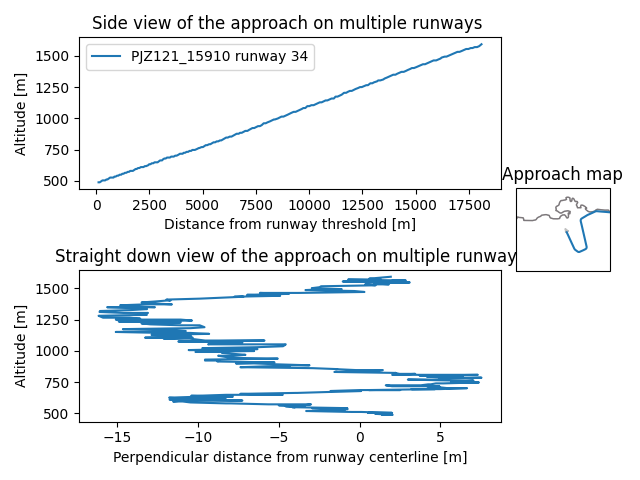 Side view of the approach on multiple runways
PJZ121_15910 runway 34
Altitude [m]
1500
1250
1000
750
500
0
2500
5000
7500
10000
12500
15000
17500
Distance from runway threshold [m]
Approach map
Straight down view of the approach on multiple runway
Altitude [m]
1500
1250
1000
750
500
−15
−10
−5
0
5
Perpendicular distance from runway centerline [m]